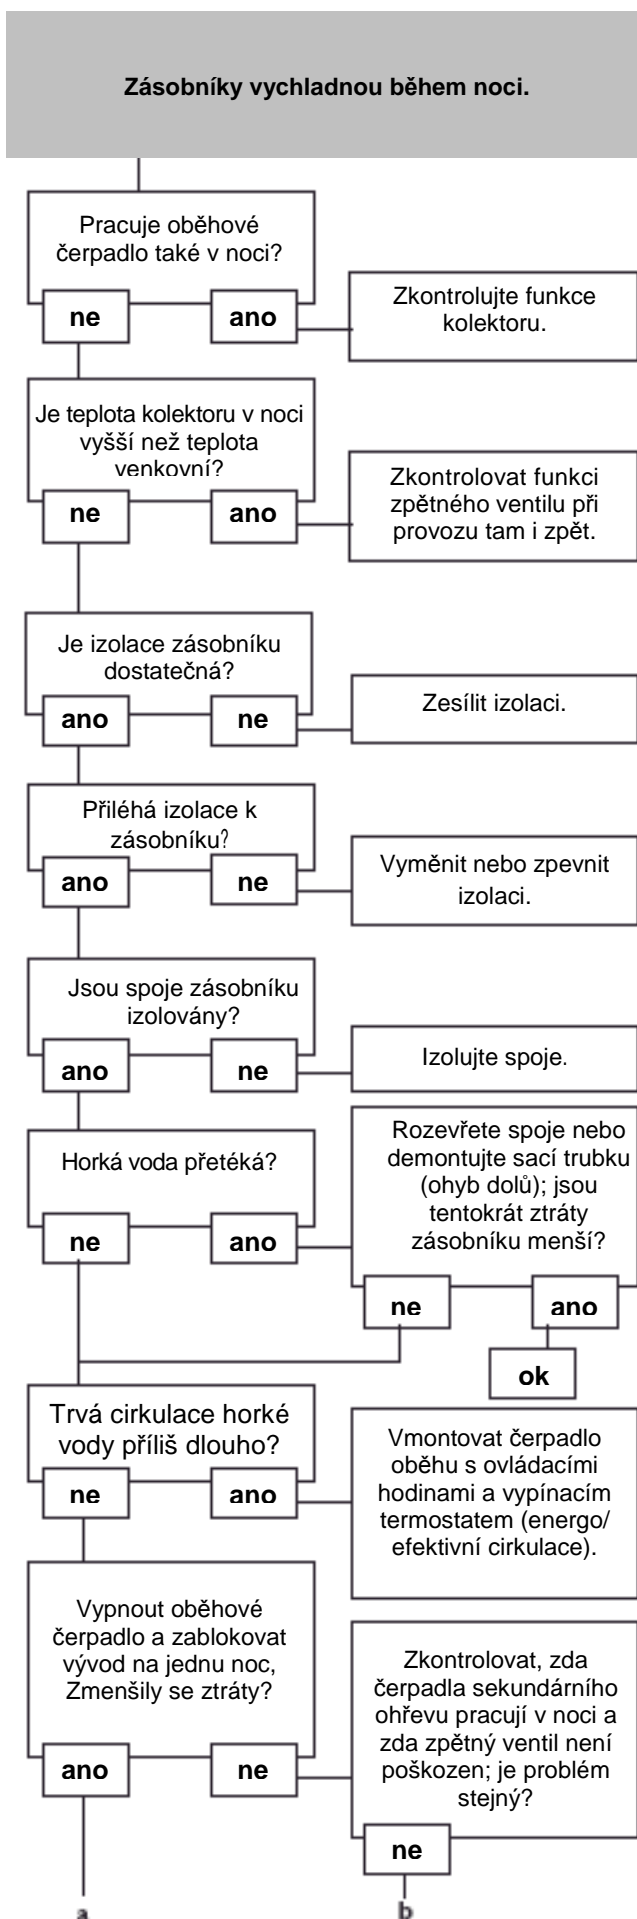 Zásobníky vychladnou během noci.
Pracuje oběhové
čerpadlo také v noci?
ne
ano
Zkontrolujte funkce
kolektoru.
Je teplota kolektoru v noci
vyšší než teplota
venkovní?
ne
ano
Zkontrolovat funkci
zpětného ventilu při
provozu tam i zpět.
Je izolace zásobníku
dostatečná?
ano
ne
Zesílit izolaci.
Přiléhá izolace k
zásobníku?
ano
ne
Vyměnit nebo zpevnit
izolaci.
Jsou spoje zásobníku
izolovány?
ano
ne
Izolujte spoje.
Horká voda přetéká?
ne
ano
Rozevřete spoje nebo
demontujte sací trubku
(ohyb dolů); jsou
tentokrát ztráty
zásobníku menší?
ne
ano
ok
Trvá cirkulace horké
vody příliš dlouho?
ne
ano
Vmontovat čerpadlo
oběhu s ovládacími
hodinami a vypínacím
termostatem (energo/
efektivní cirkulace).
Vypnout oběhové
čerpadlo a zablokovat
vývod na jednu noc,
Zmenšily se ztráty?
ano
ne
Zkontrolovat, zda
čerpadla sekundárního
ohřevu pracují v noci a
zda zpětný ventil není
poškozen; je problém
stejný?
ne
a
b